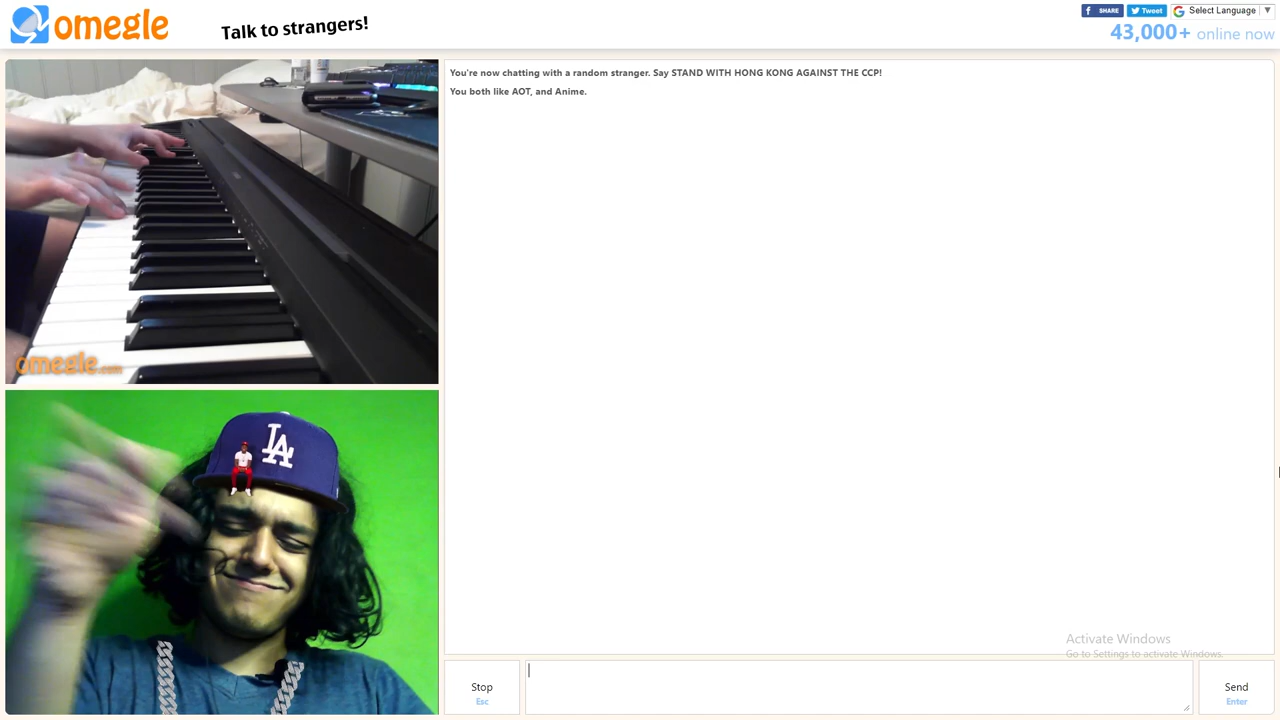 omegle
Talk to strangers!
SHARE
Tweet
Select Language ▼
43,000+ online now
You're now chatting with a random stranger. Say STAND WITH HONG KONG AGAINST THE CCP!
You both like AOT, and Anime.
omegle.com
LA
Activate Windows
Go to Settings to activate Windows.
Stop
Esc
Send
Enter